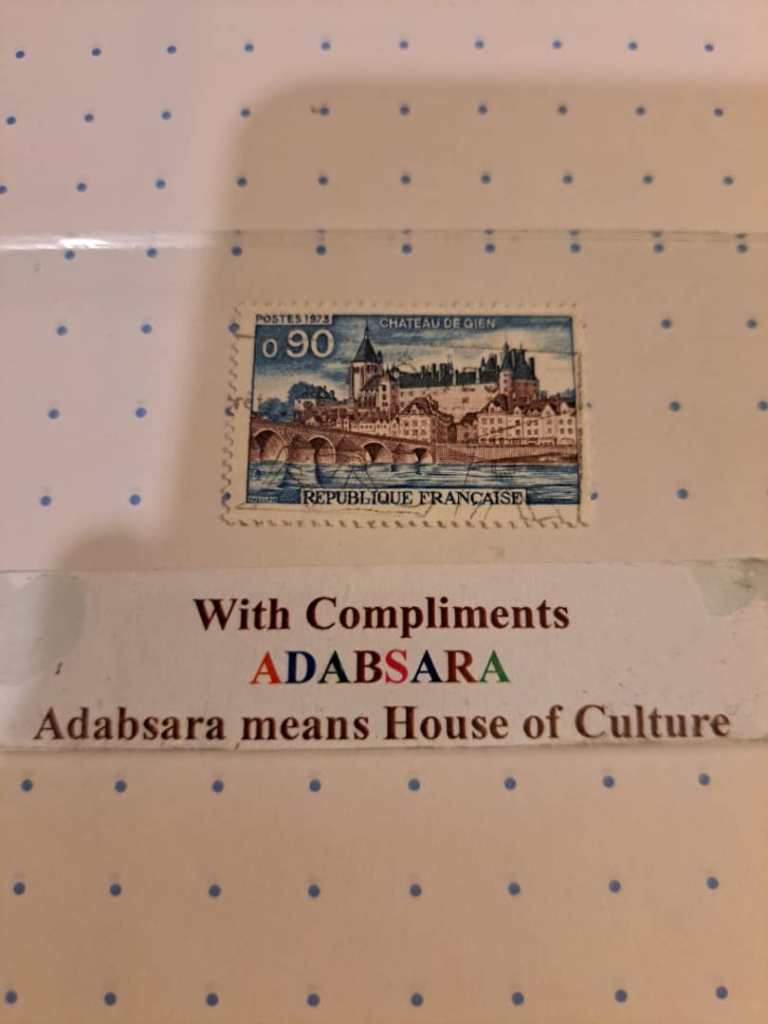 POSTES 1973
CHATEAU DE GIEN
0 90
REPUBLIQUE FRANCAISE
With Compliments
ADABSARA
Adabsara means House of Culture